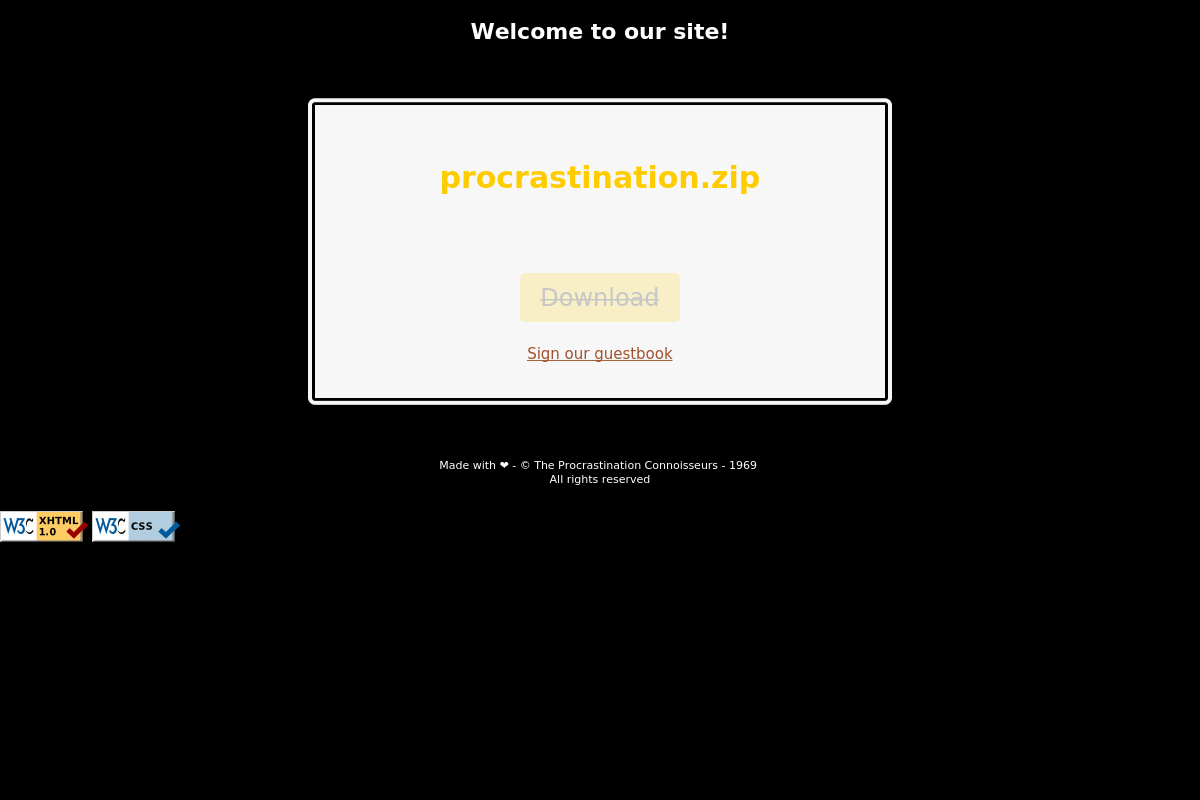 Welcome to our site!
procrastination.zip
Download
Sign our guestbook
Made with ❤ - © The Procrastination Connoisseurs - 1969
All rights reserved
W3C XHTML 1.0 W3C CSS